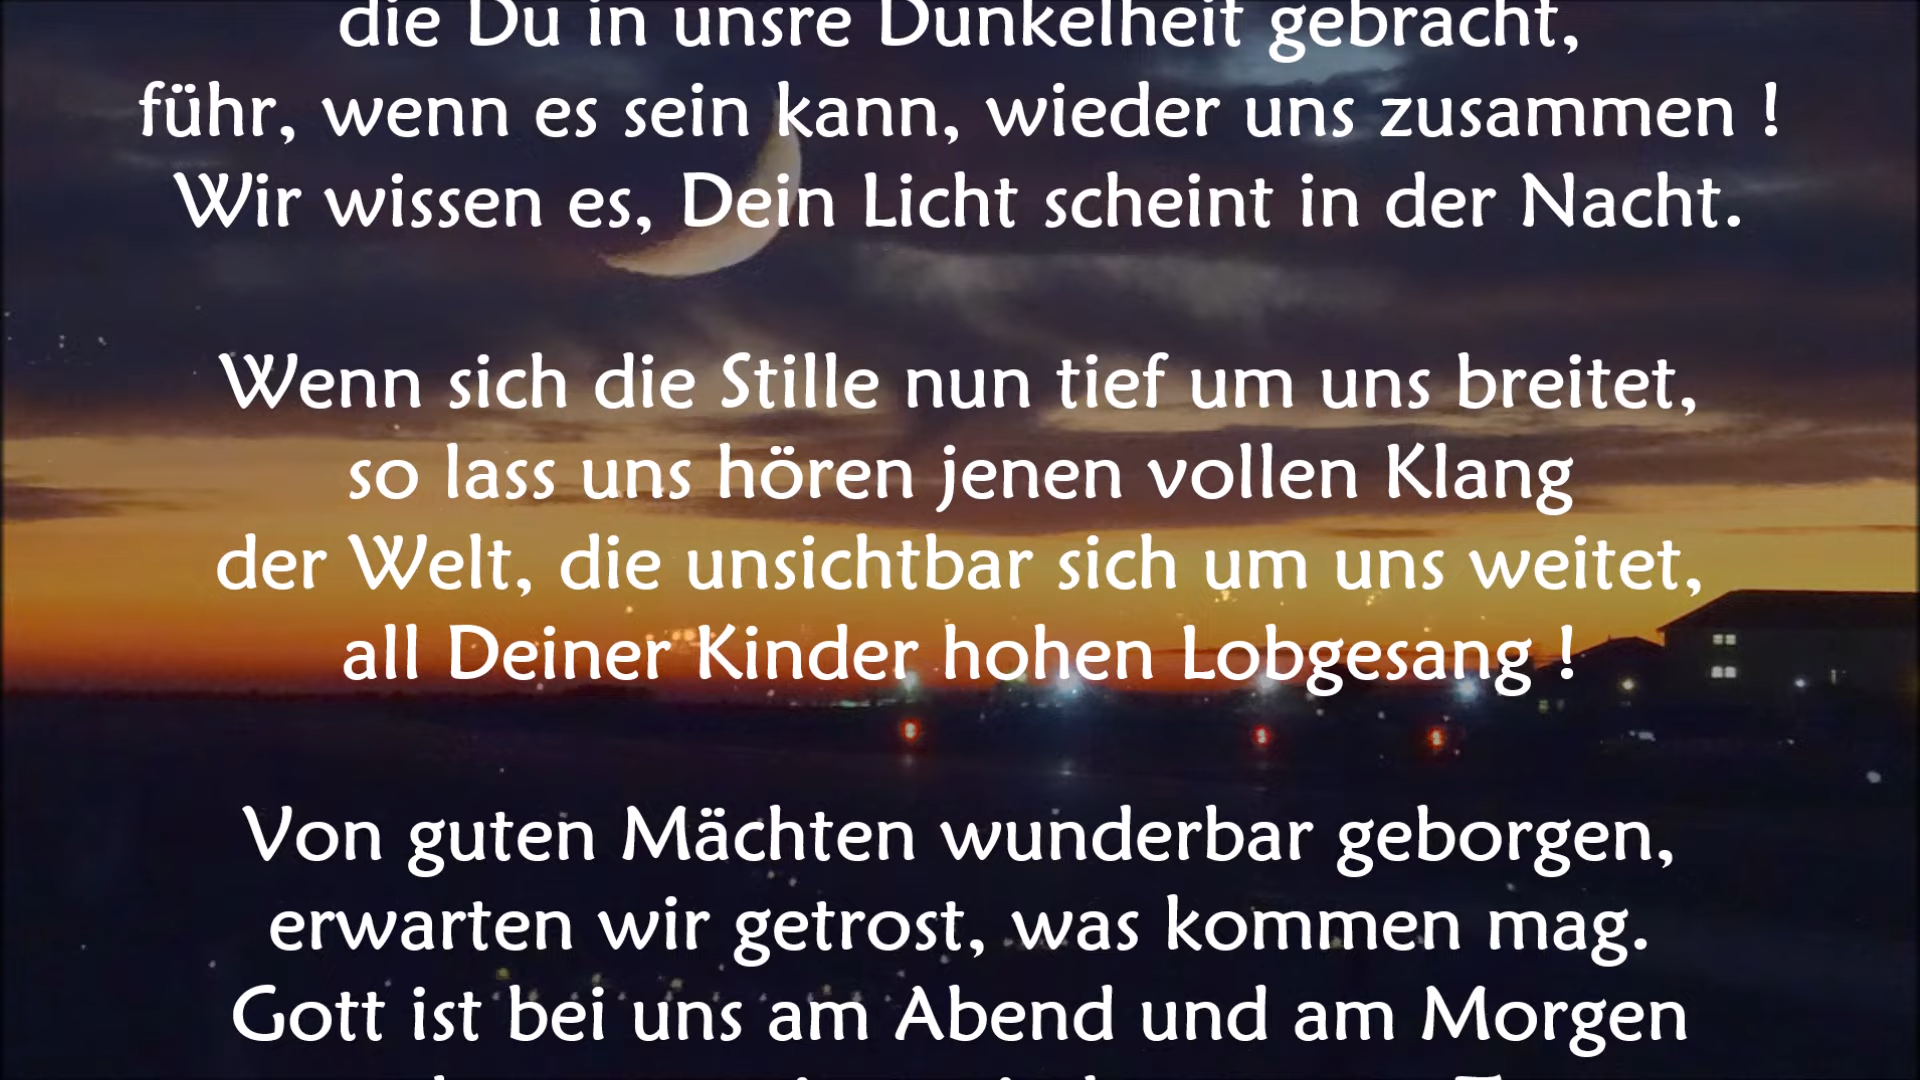 die Du in unsre Dunkelheit gebracht,
führ, wenn es sein kann, wieder uns zusammen !
Wir wissen es, Dein Licht scheint in der Nacht.
Wenn sich die Stille nun tief um uns breitet,
so lass uns hören jenen vollen Klang
der Welt, die unsichtbar sich um uns weitet,
all Deiner Kinder hohen Lobgesang !
Von guten Mächten wunderbar geborgen,
erwarten wir getrost, was kommen mag.
Gott ist bei uns am Abend und am Morgen